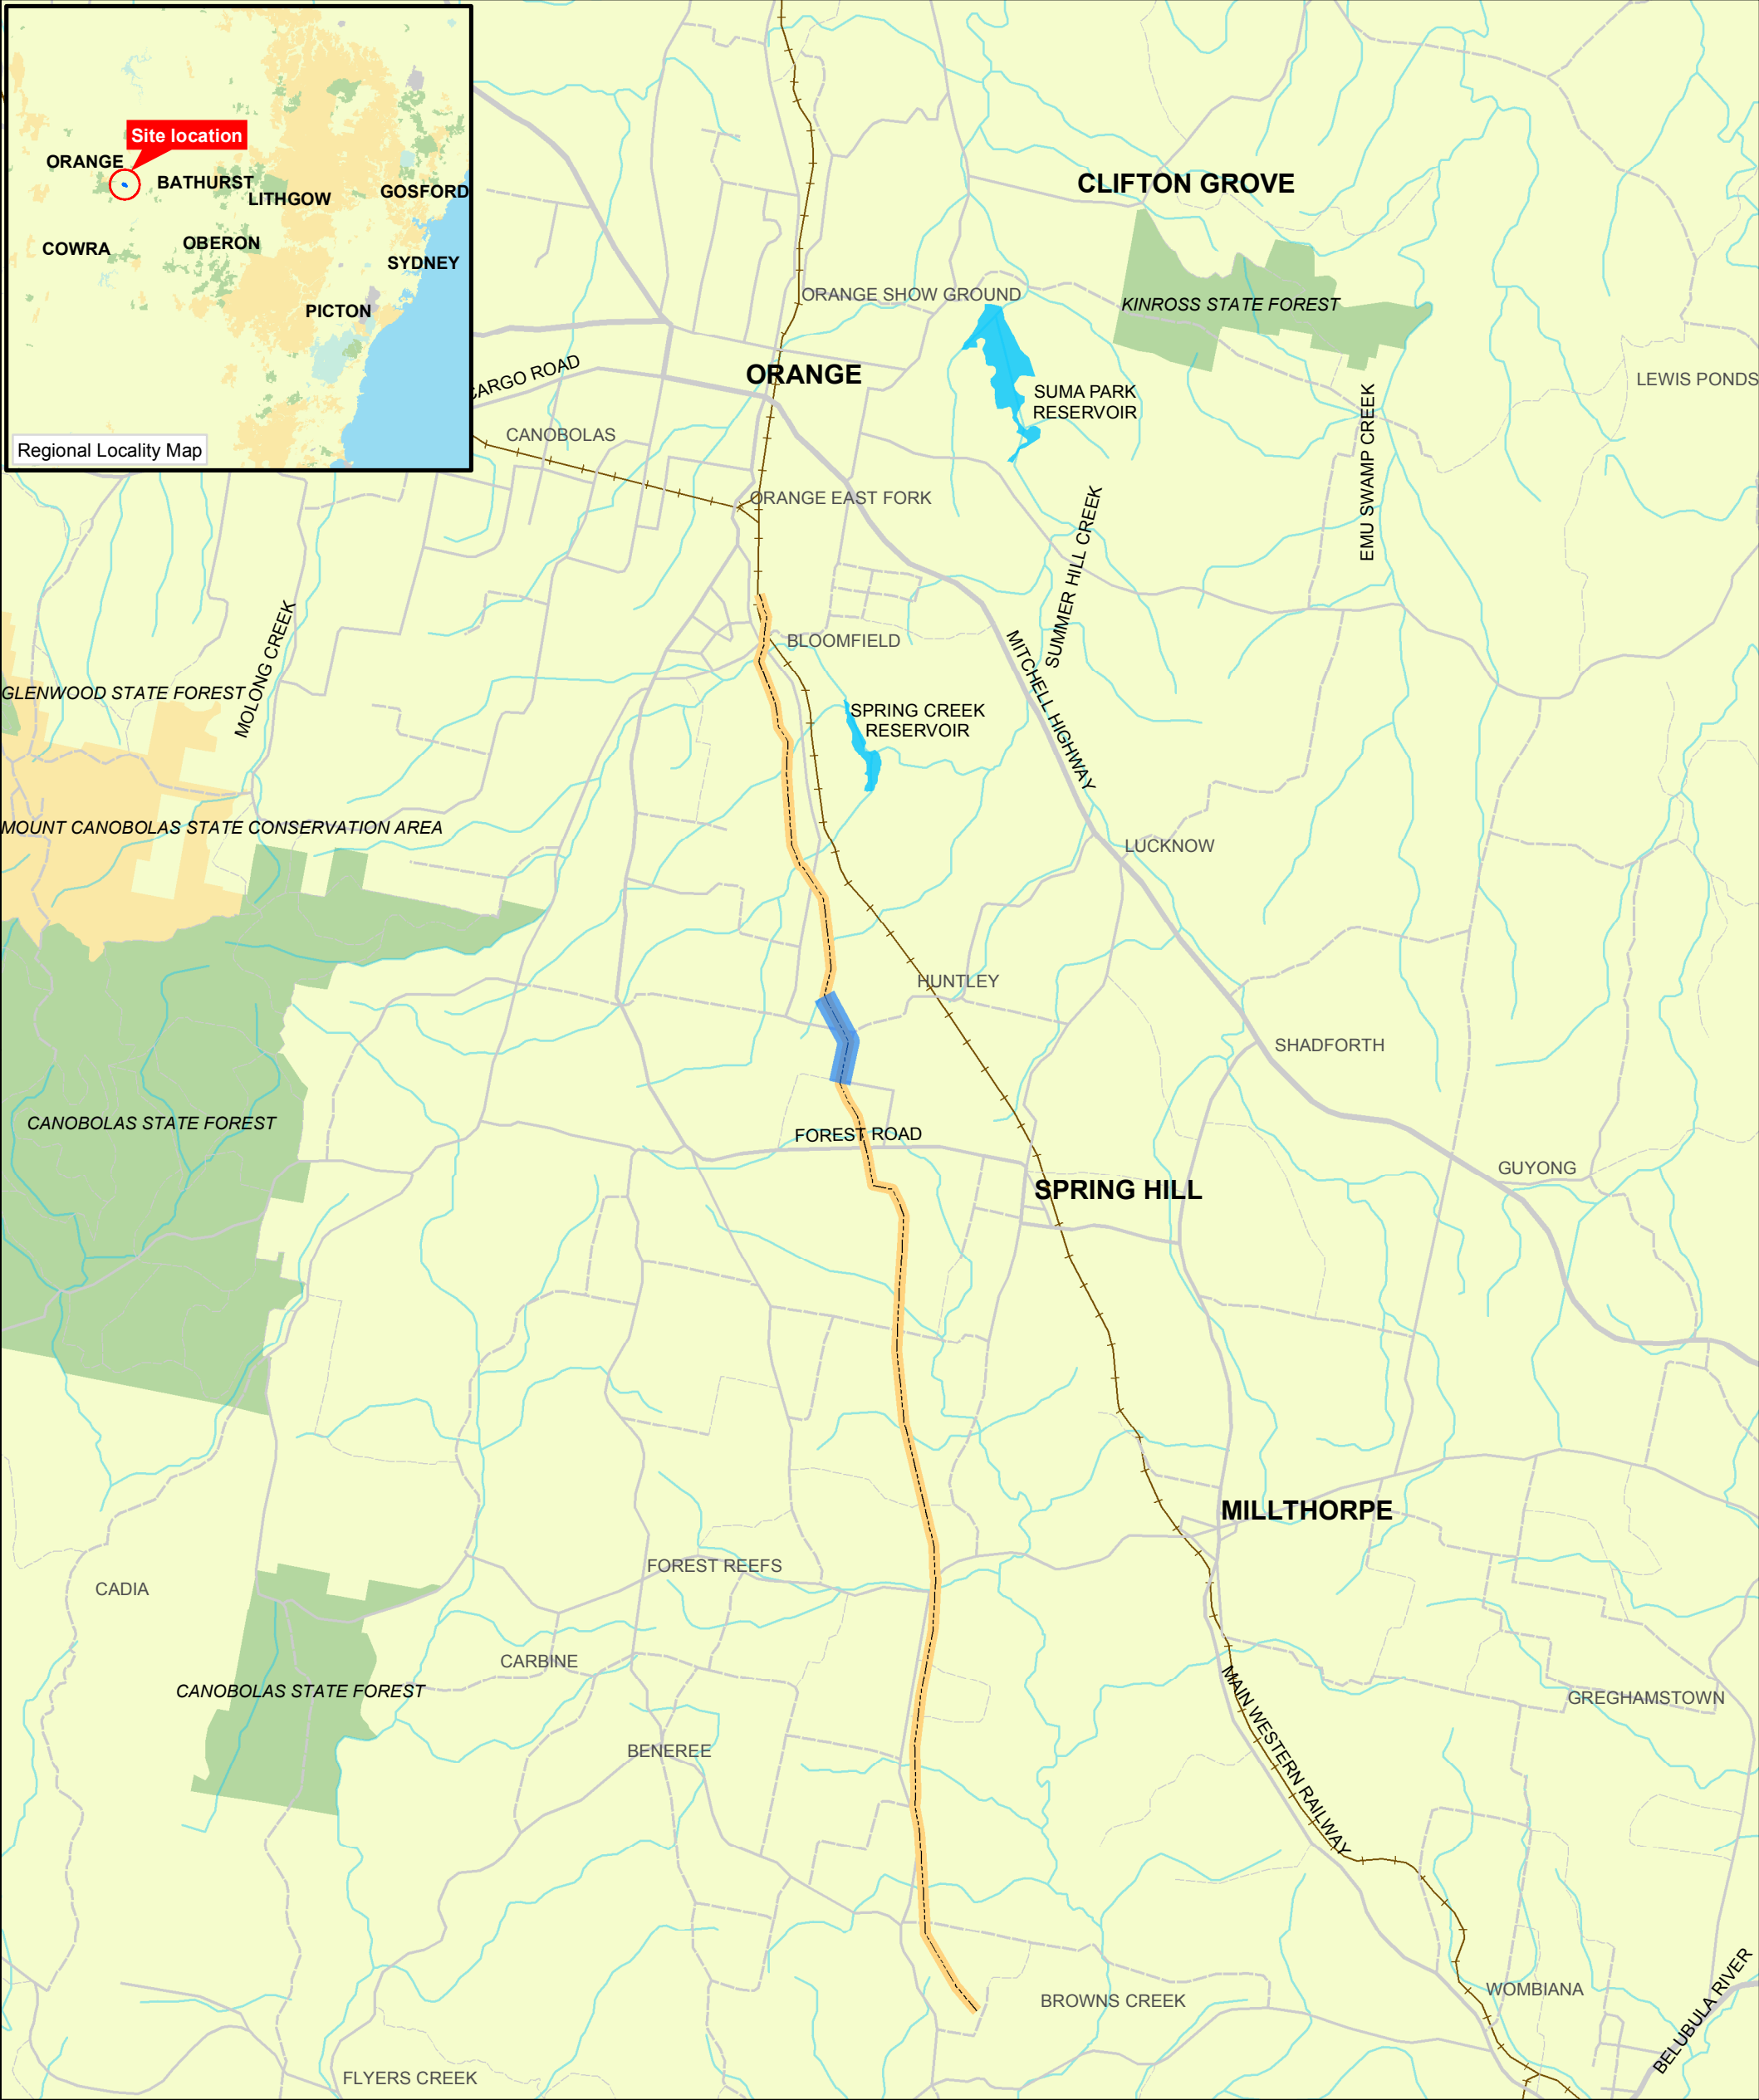 Site location
ORANGE
BATHURST
LITHGOW
GOSFORD
COWRA
OBERON
SYDNEY
PICTON
Regional Locality Map
CLIFTON GROVE
ORANGE SHOW GROUND
KINROSS STATE FOREST
CARGO ROAD
ORANGE
LEWIS PONDS
SUMA PARK
RESERVOIR
CANOBOLAS
EMU SWAMP CREEK
ORANGE EAST FORK
SUMMER HILL CREEK
MOLONG CREEK
BLOOMFIELD
MITCHELL HIGHWAY
GLENWOOD STATE FOREST
SPRING CREEK
RESERVOIR
MOUNT CANOBOLAS STATE CONSERVATION AREA
LUCKNOW
HUNTLEY
SHADFORTH
CANOBOLAS STATE FOREST
FOREST ROAD
GUYONG
SPRING HILL
MILLTHORPE
FOREST REEFS
CADIA
CARBINE
CANOBOLAS STATE FOREST
MAIN WESTERN RAILWAY
GREGHAMSTOWN
BENEREE
WOMBIANA
BROWNS CREEK
BELUBULA RIVER
FLYERS CREEK